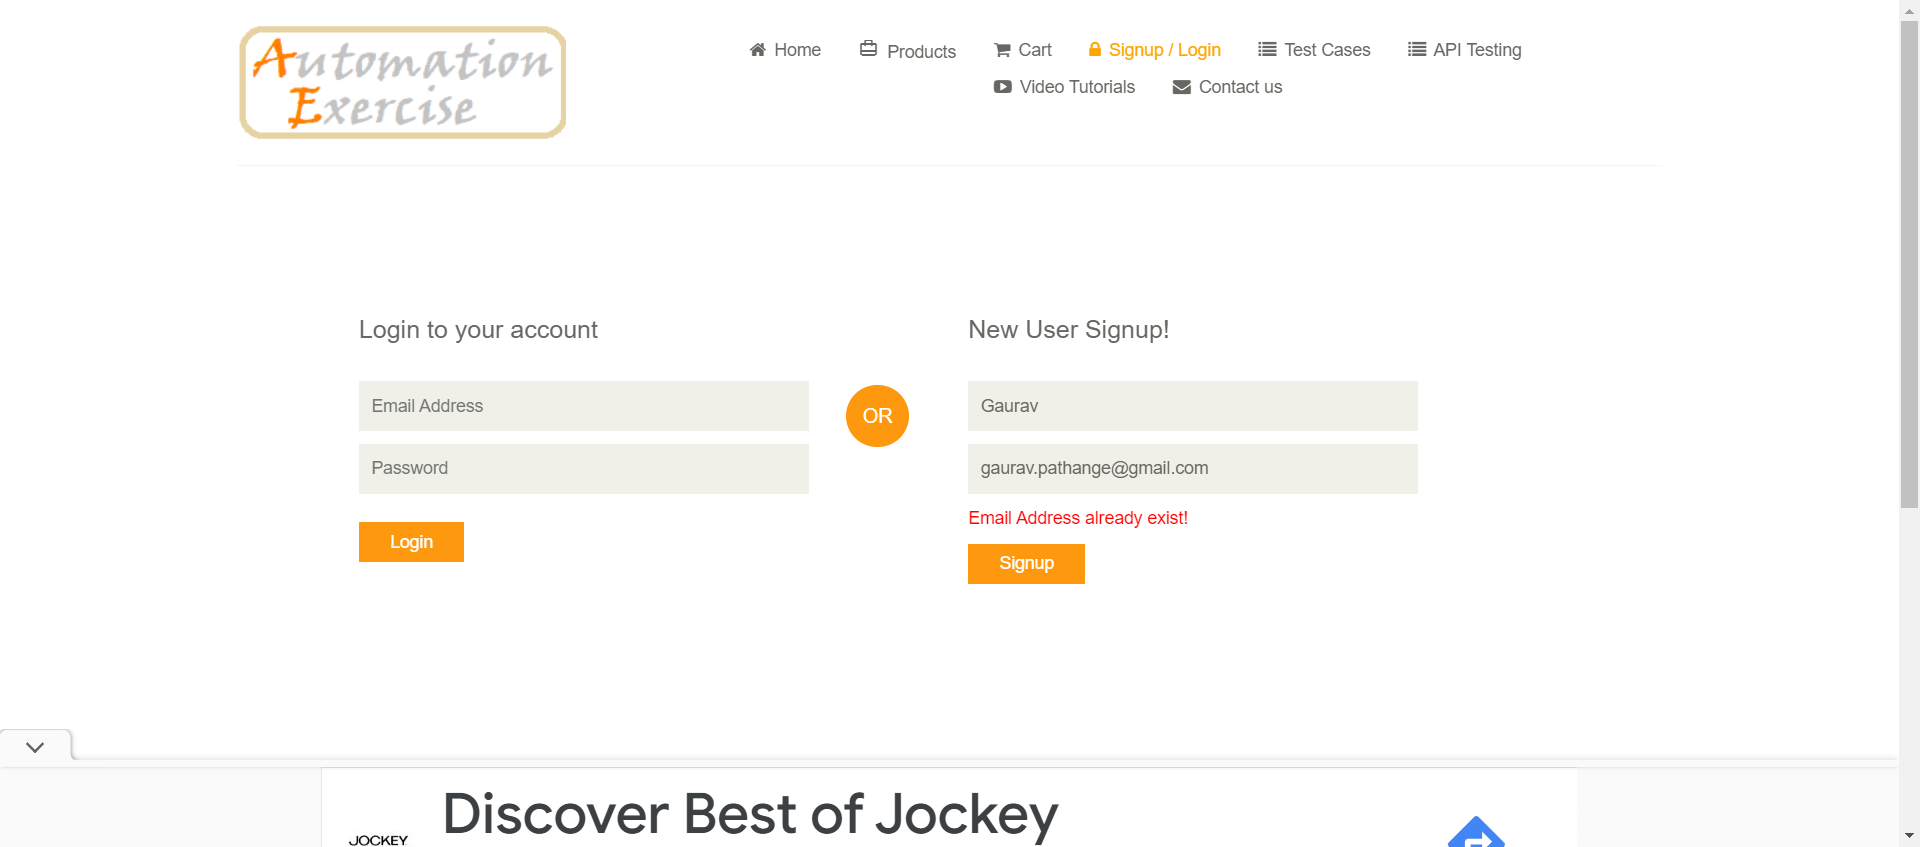 Automation
Exercise
Home
Products
Cart
Signup / Login
Test Cases
API Testing
Video Tutorials
Contact us
Login to your account
Email Address
Password
Login
OR
New User Signup!
Gaurav
gaurav.pathange@gmail.com
Email Address already exist!
Signup
Discover Best of Jockey
JOCKEY